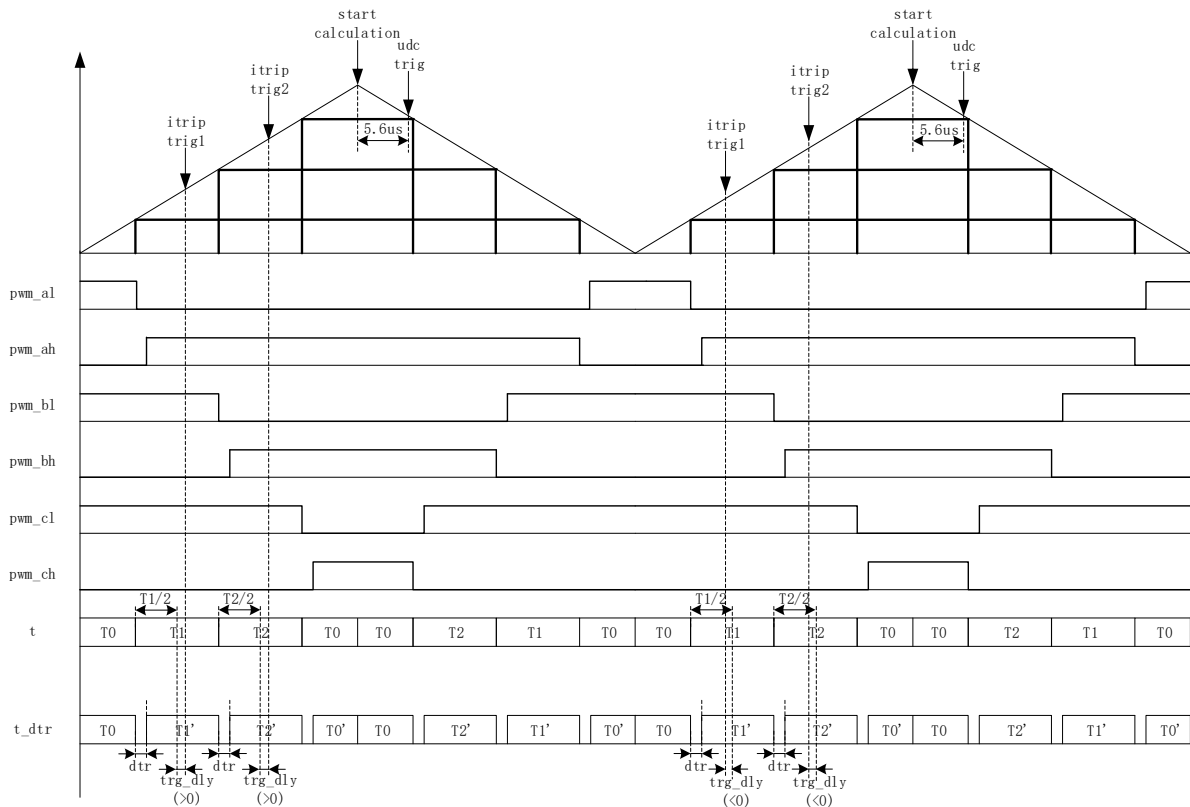 start start
calculation calculation
udc udc
trig trig
itrip itrip
trig2 trig2
5.6us 5.6us
itrip itrip
trig1 trig1
pwm_al
pwm_ah
pwm_bl
pwm_bh
pwm_cl
pwm_ch
T1/2 T2/2 T1/2 T2/2
t T0 T1 T2 T0 T0 T2 T1 T0 T0 T1 T2 T0 T0 T2 T1 T0
t_dtr T0 T1' T2' T0' T0 T2' T1' T0' T0 T1' T2' T0' T0 T2' T1' T0'
dtr dtr dtr dtr
trg_dly trg_dly trg_dly trg_dly
(>0) (>0) (<0) (<0)